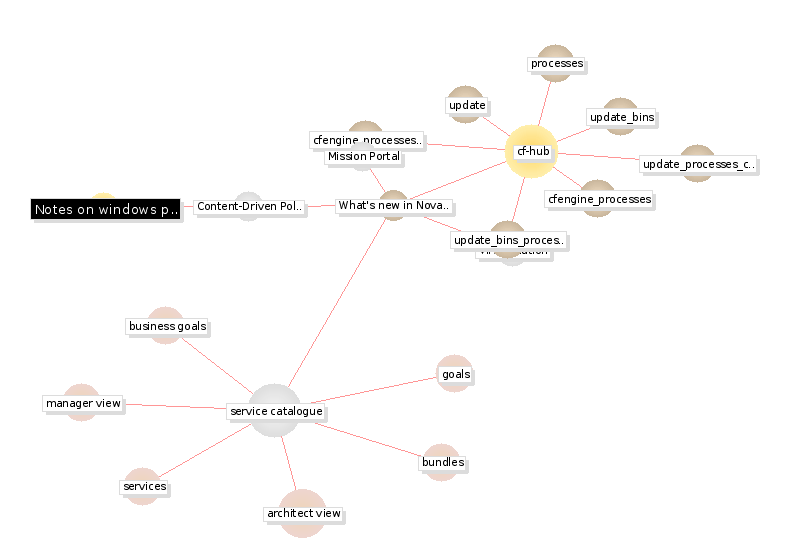 processes
update
update_bins
cfengine_processes..
Mission Portal
cf-hub
update_processes_c..
cfengine_processes
Notes on windows p..
Content-Driven Pol..
What's new in Nova..
update_bins_proces..
business goals
goals
manager view
service catalogue
bundles
services
architect view